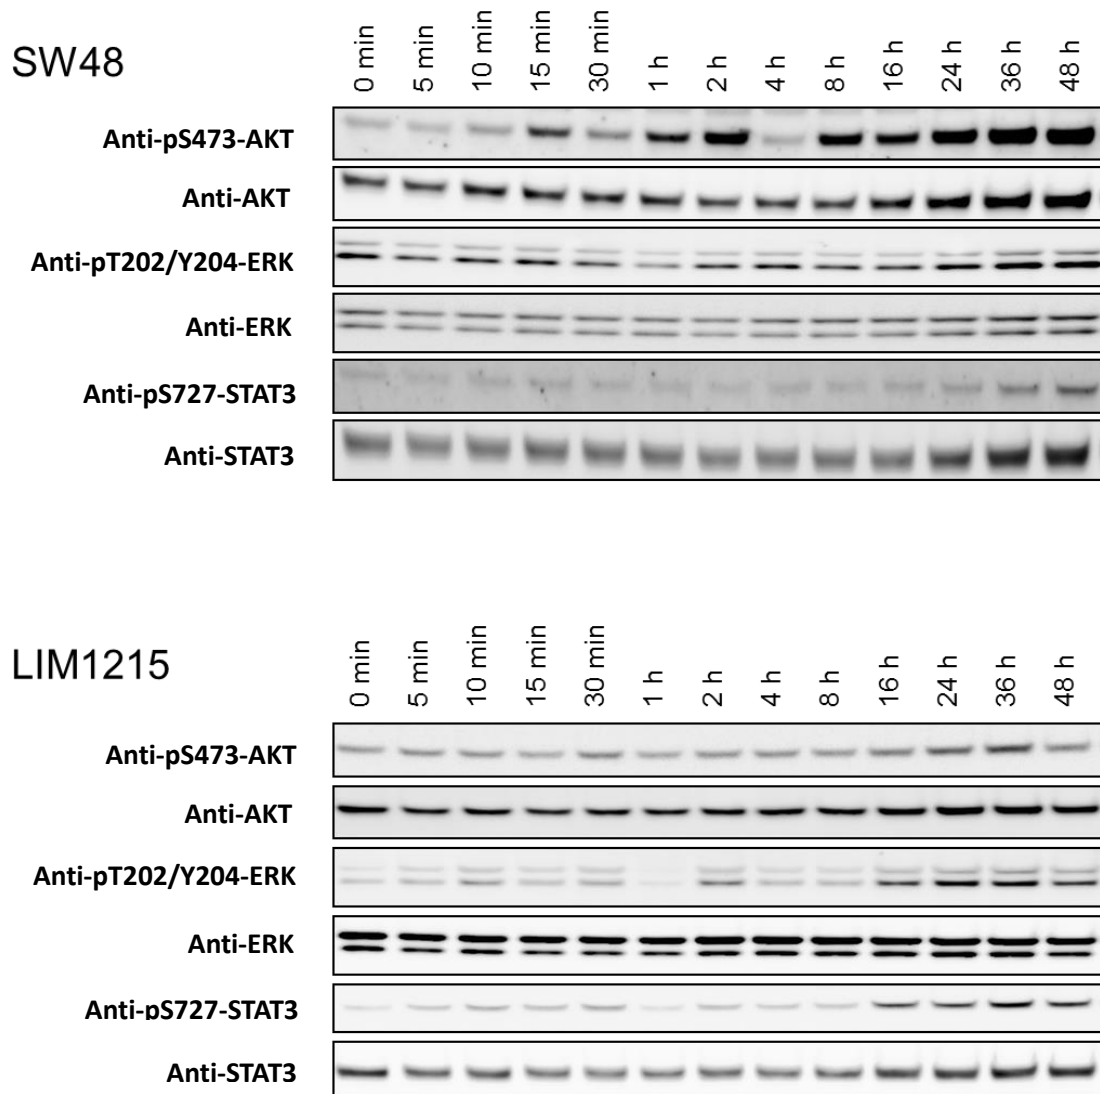 SW48
0 min 5 min 10 min 15 min 30 min 1 h 2 h 4 h 8 h 16 h 24 h 36 h 48 h
Anti-pS473-AKT
Anti-AKT
Anti-pT202/Y204-ERK
Anti-ERK
Anti-pS727-STAT3
Anti-STAT3
LIM1215
0 min 5 min 10 min 15 min 30 min 1 h 2 h 4 h 8 h 16 h 24 h 36 h 48 h
Anti-pS473-AKT
Anti-AKT
Anti-pT202/Y204-ERK
Anti-ERK
Anti-pS727-STAT3
Anti-STAT3